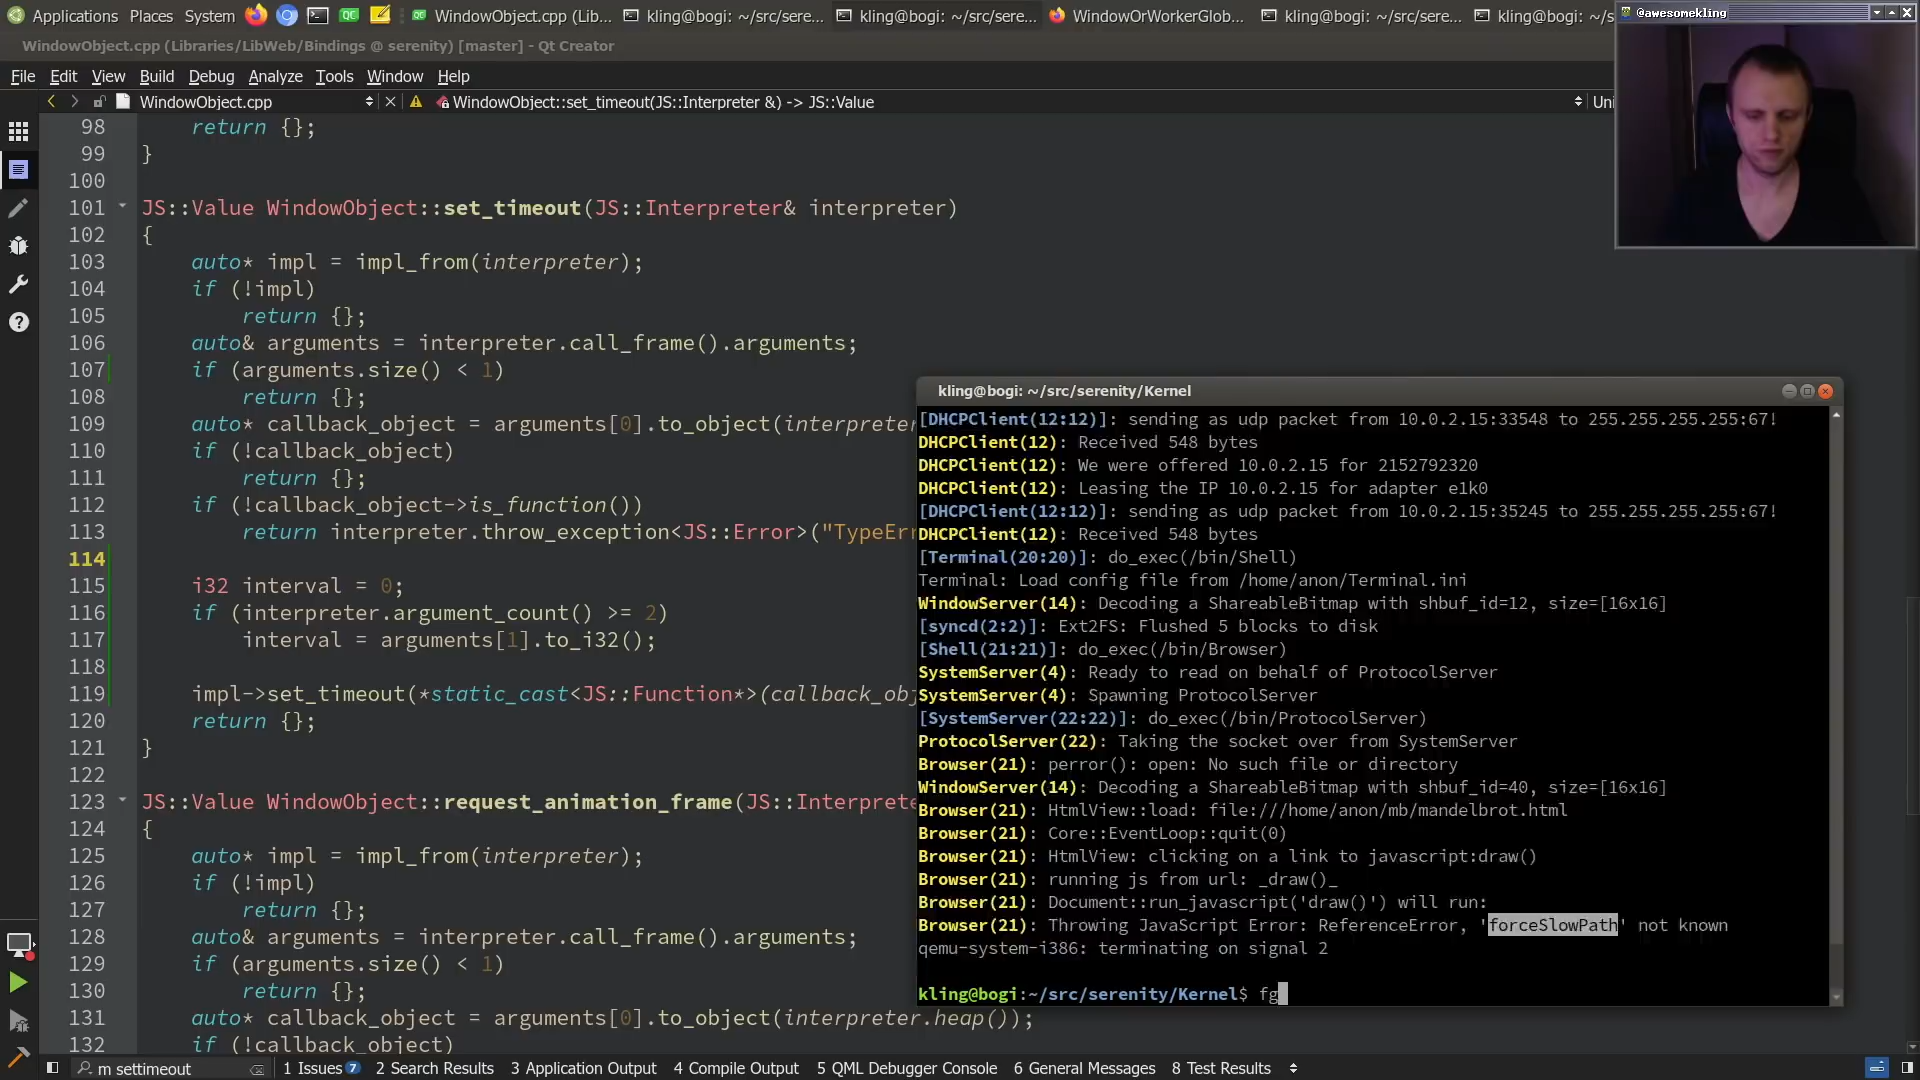 Applications Places System WindowObject.cpp (Lib... kling@bogi: ~/src/sere... kling@bogi: ~/src/sere... WindowOrWorkerGlob... kling@bogi: ~/src/sere... kling@bogi: ~/s
@awesomekling
WindowObject.cpp (Libraries/LibWeb/Bindings @ serenity) [master] - Qt Creator
File Edit View Build Debug Analyze Tools Window Help
WindowObject.cpp WindowObject::set_timeout(JS::Interpreter &) -> JS::Value Uni
98 return {};
99 }
100
101 JS::Value WindowObject::set_timeout(JS::Interpreter& interpreter)
102 {
103 auto* impl = impl_from(interpreter);
104 if (!impl)
105 return {};
106 auto& arguments = interpreter.call_frame().arguments;
107 if (arguments.size() < 1)
108 return {};
109 auto* callback_object = arguments[0].to_object(interpreter
110 if (!callback_object)
111 return {};
112 if (!callback_object->is_function())
113 return interpreter.throw_exception<JS::Error>("TypeErr
114
115 i32 interval = 0;
116 if (interpreter.argument_count() >= 2)
117 interval = arguments[1].to_i32();
118
119 impl->set_timeout(*static_cast<JS::Function*>(callback_obj
120 return {};
121 }
122
123 JS::Value WindowObject::request_animation_frame(JS::Interprete
124 {
125 auto* impl = impl_from(interpreter);
126 if (!impl)
127 return {};
128 auto& arguments = interpreter.call_frame().arguments;
129 if (arguments.size() < 1)
130 return {};
131 auto* callback_object = arguments[0].to_object(interpreter.heap());
132 if (!callback_object)
kling@bogi: ~/src/serenity/Kernel
[DHCPClient(12:12)]: sending as udp packet from 10.0.2.15:33548 to 255.255.255.255:67!
DHCPClient(12): Received 548 bytes
DHCPClient(12): We were offered 10.0.2.15 for 2152792320
DHCPClient(12): Leasing the IP 10.0.2.15 for adapter e1k0
[DHCPClient(12:12)]: sending as udp packet from 10.0.2.15:35245 to 255.255.255.255:67!
DHCPClient(12): Received 548 bytes
[Terminal(20:20)]: do_exec(/bin/Shell)
Terminal: Load config file from /home/anon/Terminal.ini
WindowServer(14): Decoding a ShareableBitmap with shbuf_id=12, size=[16x16]
[syncd(2:2)]: Ext2FS: Flushed 5 blocks to disk
[Shell(21:21)]: do_exec(/bin/Browser)
SystemServer(4): Ready to read on behalf of ProtocolServer
SystemServer(4): Spawning ProtocolServer
[SystemServer(22:22)]: do_exec(/bin/ProtocolServer)
ProtocolServer(22): Taking the socket over from SystemServer
Browser(21): perror(): open: No such file or directory
WindowServer(14): Decoding a ShareableBitmap with shbuf_id=40, size=[16x16]
Browser(21): HtmlView::load: file:///home/anon/mb/mandelbrot.html
Browser(21): Core::EventLoop::quit(0)
Browser(21): HtmlView: clicking on a link to javascript:draw()
Browser(21): running js from url: _draw()_
Browser(21): Document::run_javascript('draw()') will run:
Browser(21): Throwing JavaScript Error: ReferenceError, 'forceSlowPath' not known
qemu-system-i386: terminating on signal 2
kling@bogi:~/src/serenity/Kernel$ fg
m settimeout 1 Issues 7 2 Search Results 3 Application Output 4 Compile Output 5 QML Debugger Console 6 General Messages 8 Test Results